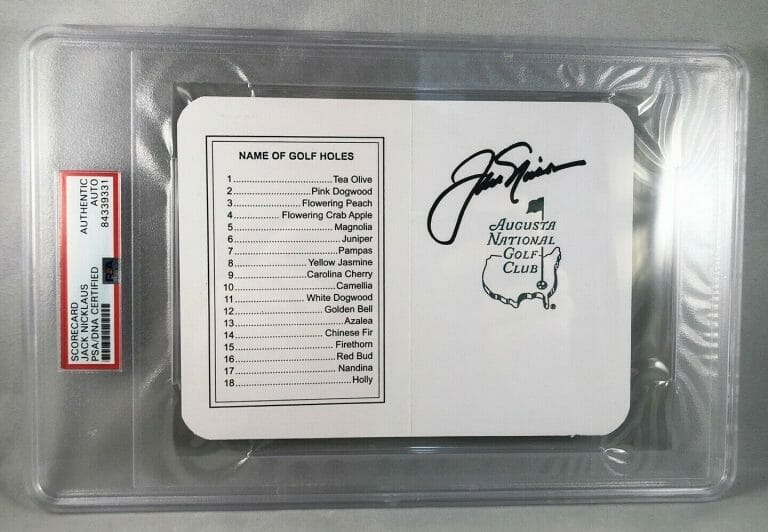 SCORECARD
JACK NICKLAUS
PSA/DNA CERTIFIED
AUTHENTIC
AUTO
84339331
PSA
NAME OF GOLF HOLES
1..............................Tea Olive
2..............................Pink Dogwood
3..............................Flowering Peach
4..............................Flowering Crab Apple
5..............................Magnolia
6..............................Juniper
7..............................Pampas
8..............................Yellow Jasmine
9..............................Carolina Cherry
10..............................Camellia
11..............................White Dogwood
12..............................Golden Bell
13..............................Azalea
14..............................Chinese Fir
15..............................Firethorn
16..............................Red Bud
17..............................Nandina
18..............................Holly
Jack Nicklaus
AUGUSTA
NATIONAL
GOLF
CLUB
®